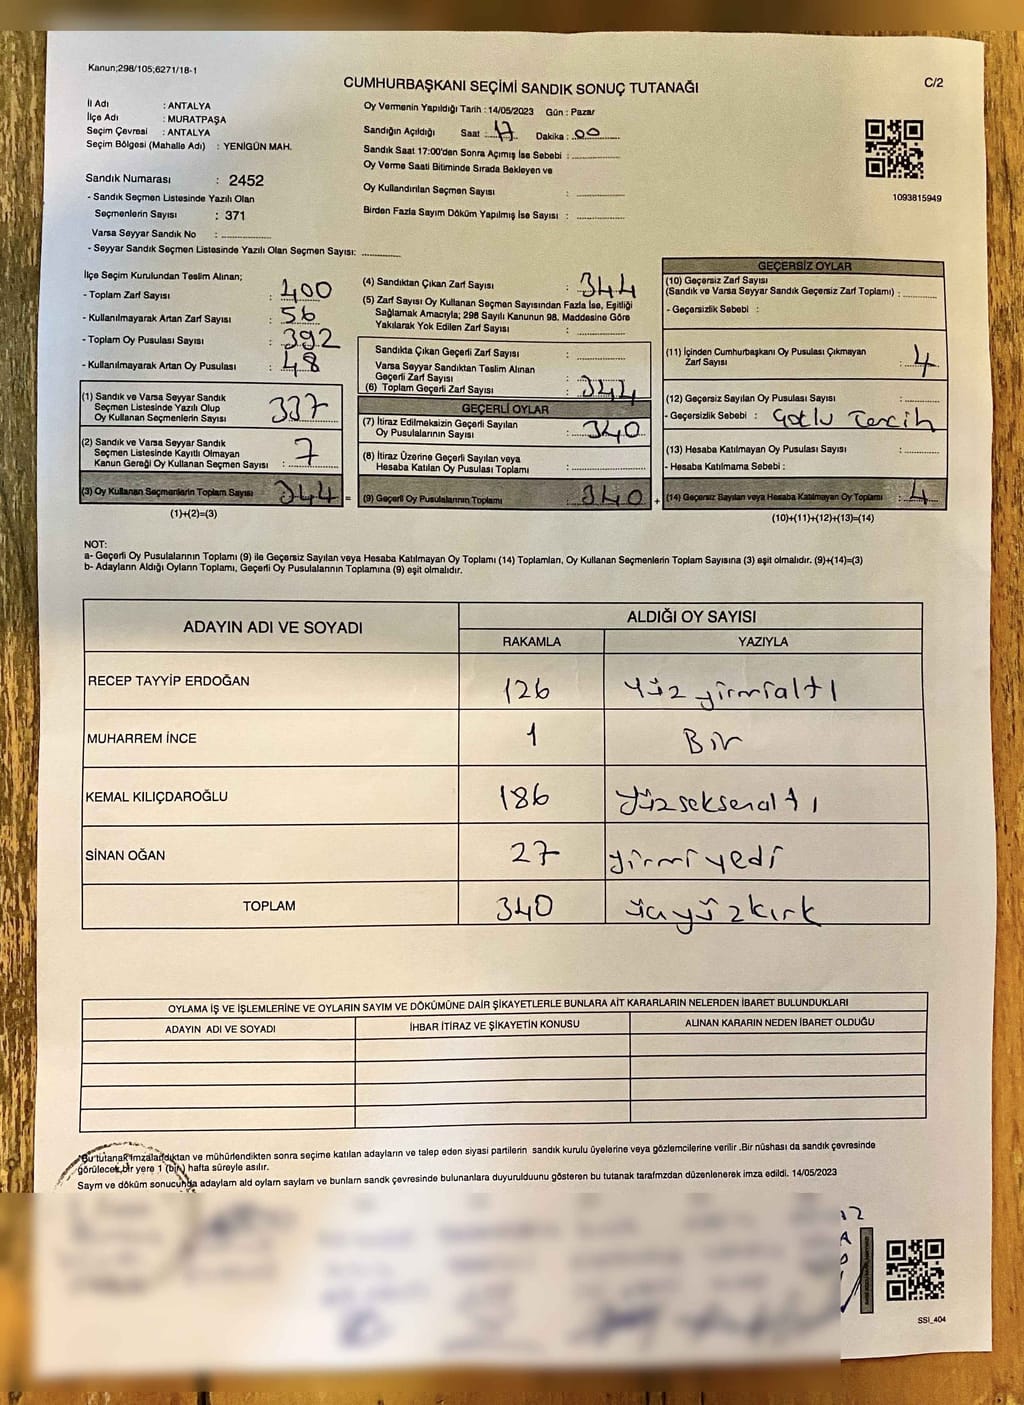 Kanun;298/105;6271/18-1
C/2
CUMHURBAŞKANI SEÇİMİ SANDIK SONUÇ TUTANAĞI
İl Adı : ANTALYA
İlçe Adı : MURATPAŞA
Seçim Çevresi : ANTALYA
Seçim Bölgesi (Mahalle Adı) : YENİGÜN MAH.
Sandık Numarası : 2452
- Sandık Seçmen Listesinde Yazılı Olan
Seçmenlerin Sayısı : 371
Varsa Seyyar Sandık No :
- Seyyar Sandık Seçmen Listesinde Yazılı Olan Seçmen Sayısı:
Oy Vermenin Yapıldığı Tarih : 14/05/2023 Gün : Pazar
Sandığın Açıldığı Saat : 17 Dakika : 00
Sandık Saat 17:00'den Sonra Açımış İse Sebebi :
Oy Verme Saati Bitiminde Sırada Bekleyen ve
Oy Kullandırılan Seçmen Sayısı :
Birden Fazla Sayım Döküm Yapılmış İse Sayısı :
1093815949
İlçe Seçim Kurulundan Teslim Alınan;
- Toplam Zarf Sayısı : 400
- Kullanılmayarak Artan Zarf Sayısı : 56
- Toplam Oy Pusulası Sayısı : 392
- Kullanılmayarak Artan Oy Pusulası : 48
(1) Sandık ve Varsa Seyyar Sandık
Seçmen Listesinde Yazılı Olup
Oy Kullanan Seçmenlerin Sayısı : 337
(2) Sandık ve Varsa Seyyar Sandık
Seçmen Listesinde Kayıtlı Olmayan
Kanun Gereği Oy Kullanan Seçmen Sayısı : 7
(3) Oy Kullanan Seçmenlerin Toplam Sayısı : 344 =
(1)+(2)=(3)
(4) Sandıktan Çıkan Zarf Sayısı : 344
(5) Zarf Sayısı Oy Kullanan Seçmen Sayısından Fazla İse, Eşitliği
Sağlamak Amacıyla; 298 Sayılı Kanunun 98. Maddesine Göre
Yakılarak Yok Edilen Zarf Sayısı :
Sandıkta Çıkan Geçerli Zarf Sayısı :
Varsa Seyyar Sandıktan Teslim Alınan
Geçerli Zarf Sayısı :
(6) Toplam Geçerli Zarf Sayısı : 344
GEÇERLİ OYLAR
(7) İtiraz Edilmeksizin Geçerli Sayılan
Oy Pusulalarının Sayısı : 340
(8) İtiraz Üzerine Geçerli Sayılan veya
Hesaba Katılan Oy Pusulası Toplamı :
(9) Geçerli Oy Pusulalarının Toplamı : 340 +
GEÇERSİZ OYLAR
(10) Geçersiz Zarf Sayısı
(Sandık ve Varsa Seyyar Sandık Geçersiz Zarf Toplamı) :
- Geçersizlik Sebebi :
(11) İçinden Cumhurbaşkanı Oy Pusulası Çıkmayan
Zarf Sayısı : 4
(12) Geçersiz Sayılan Oy Pusulası Sayısı :
- Geçersizlik Sebebi : Çoklu Tercih
(13) Hesaba Katılmayan Oy Pusulası Sayısı :
- Hesaba Katılmama Sebebi :
(14) Geçersiz Sayılan veya Hesaba Katılmayan Oy Toplamı : 4
(10)+(11)+(12)+(13)=(14)
NOT:
a- Geçerli Oy Pusulalarının Toplamı (9) ile Geçersiz Sayılan veya Hesaba Katılmayan Oy Toplamı (14) Toplamları, Oy Kullanan Seçmenlerin Toplam Sayısına (3) eşit olmalıdır. (9)+(14)=(3)
b- Adayların Aldığı Oyların Toplamı, Geçerli Oy Pusulalarının Toplamına (9) eşit olmalıdır.
ADAYIN ADI VE SOYADI
ALDIĞI OY SAYISI
RAKAMLA YAZIYLA
RECEP TAYYİP ERDOĞAN 126 Yüz yirmialtı
MUHARREM İNCE 1 Bir
KEMAL KILIÇDAROĞLU 186 Yüzseksenaltı
SİNAN OĞAN 27 yirmi yedi
TOPLAM 340 üçyüzkırk
OYLAMA İŞ VE İŞLEMLERİNE VE OYLARIN SAYIM VE DÖKÜMÜNE DAİR ŞİKAYETLERLE BUNLARA AİT KARARLARIN NELERDEN İBARET BULUNDUKLARI
ADAYIN ADI VE SOYADI İHBAR İTİRAZ VE ŞİKAYETİN KONUSU ALINAN KARARIN NEDEN İBARET OLDUĞU
Bu tutanak imzalandıktan ve mühürlendikten sonra seçime katılan adayların ve talep eden siyasi partilerin sandık kurulu üyelerine veya gözlemcilerine verilir .Bir nüshası da sandık çevresinde
görülecek bir yere 1 (bir) hafta süreyle asılır.
Sayım ve döküm sonucunda adaylam ald oylarn saylam ve bunlarn sandk çevresinde bulunanlara duyurulduunu gösteren bu tutanak tarafmzdan düzenlenerek imza edildi. 14/05/2023
SSI_404